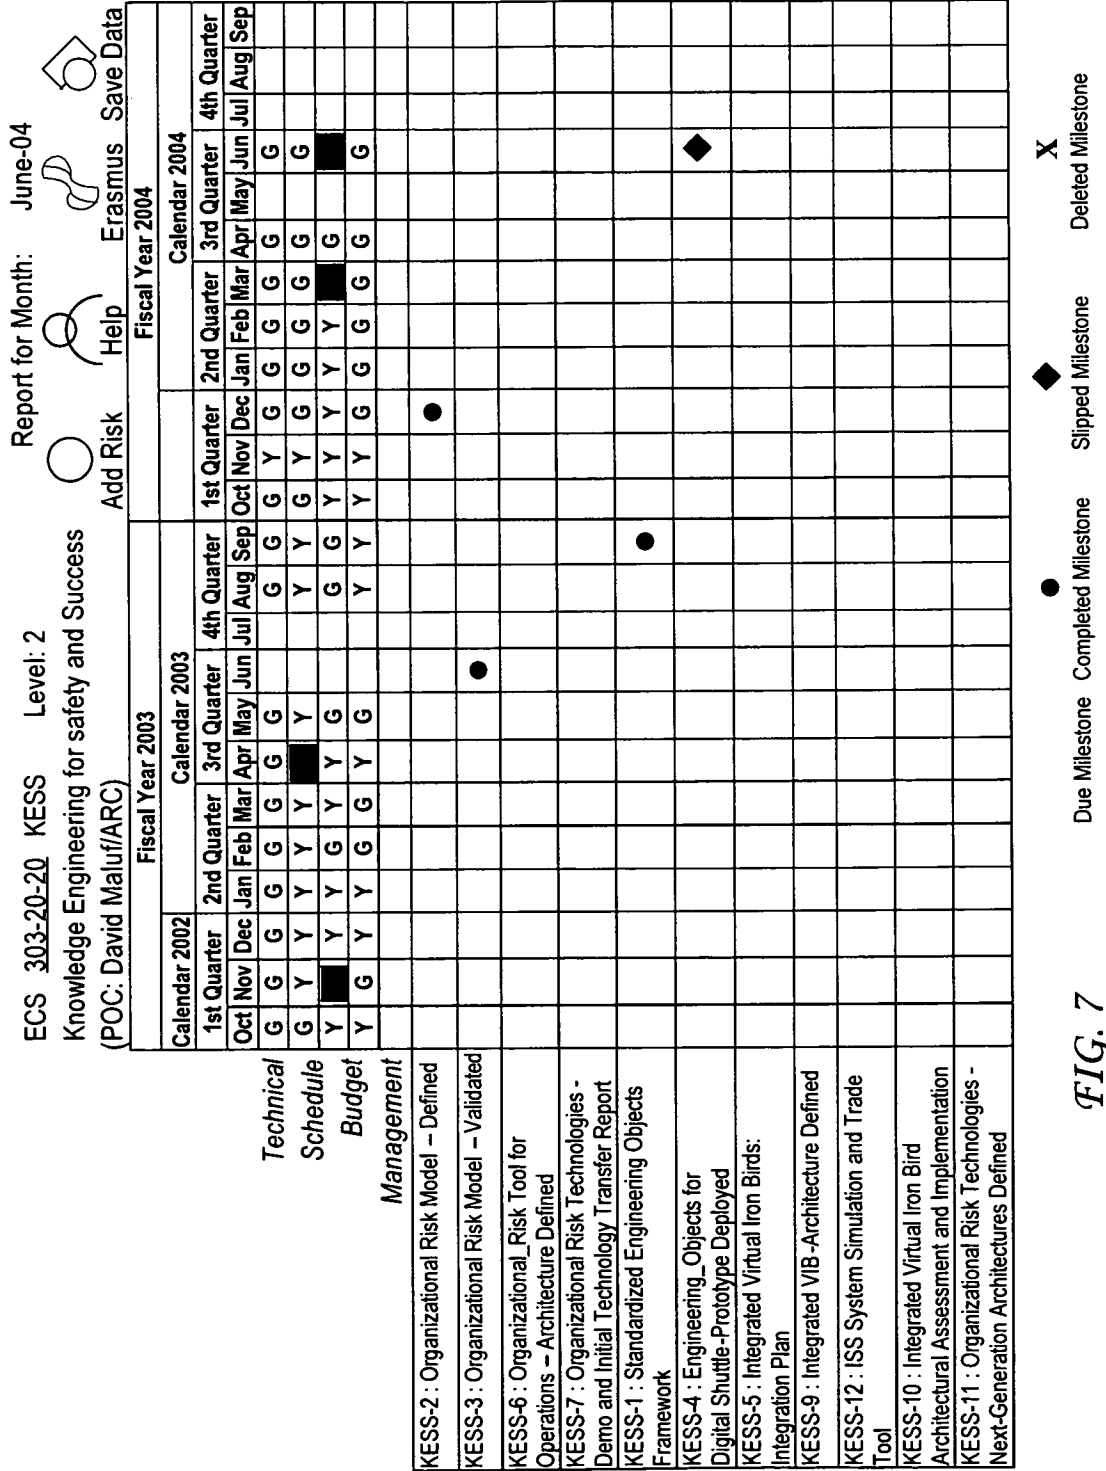 ECS 303-20-20 KESS Level: 2 Report for Month: June-04
Knowledge Engineering for safety and Success
(POC: David Maluf/ARC) Add Risk Help Erasmus Save Data
Fiscal Year 2003 Fiscal Year 2004
Calendar 2002 Calendar 2003 Calendar 2004
1st Quarter 2nd Quarter 3rd Quarter 4th Quarter 1st Quarter 2nd Quarter 3rd Quarter 4th Quarter
Oct Nov Dec Jan Feb Mar Apr May Jun Jul Aug Sep Oct Nov Dec Jan Feb Mar Apr May Jun Jul Aug Sep
Technical G G G G G G G G G G G Y G G G G G G
Schedule G Y Y Y Y Y Y Y Y G Y G G G G G G
Budget Y Y Y G Y Y G G G Y Y Y Y Y G
Management Y G Y Y G G Y G Y Y Y Y G G G G G G
KESS-2 : Organizational Risk Model – Defined
KESS-3 : Organizational Risk Model – Validated
KESS-6 : Organizational_Risk Tool for
Operations – Architecture Defined
KESS-7 : Organizational Risk Technologies -
Demo and Initial Technology Transfer Report
KESS-1 : Standardized Engineering Objects
Framework
KESS-4 : Engineering_Objects for
Digital Shuttle-Prototype Deployed
KESS-5 : Integrated Virtual Iron Birds:
Integration Plan
KESS-9 : Integrated VIB-Architecture Defined
KESS-12 : ISS System Simulation and Trade
Tool
KESS-10 : Integrated Virtual Iron Bird
Architectural Assessment and Implementation
KESS-11 : Organizational Risk Technologies -
Next-Generation Architectures Defined
X
Due Milestone Completed Milestone Slipped Milestone Deleted Milestone
FIG. 7